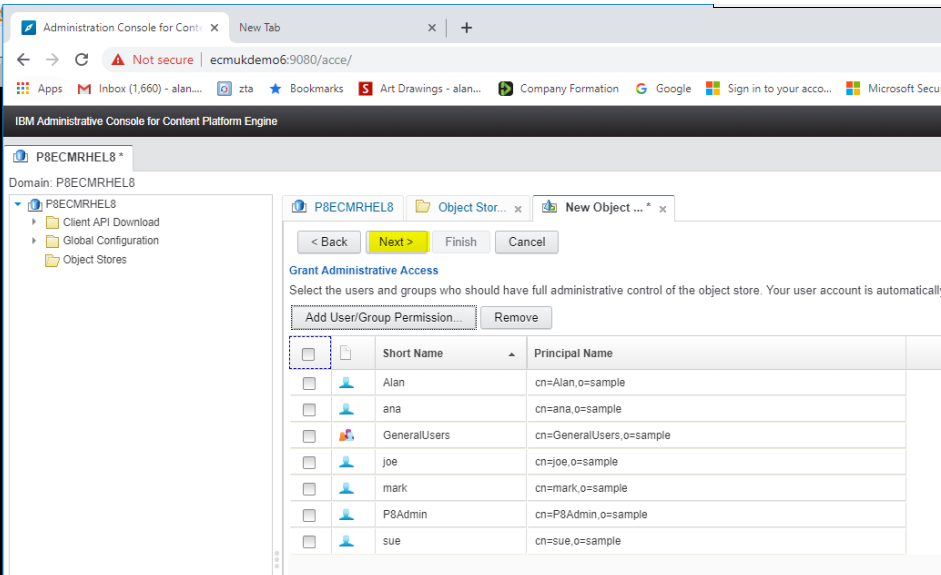 Administration Console for Conte
New Tab
Not secure
ecmukdemo6:9080/acce/
Apps
Inbox (1,660) - alan....
zta
Bookmarks
Art Drawings - alan...
Company Formation
Google
Sign in to your acco...
Microsoft Secu
IBM Administrative Console for Content Platform Engine
P8ECMRHEL8 *
Domain: P8ECMRHEL8
P8ECMRHEL8
Client API Download
Global Configuration
Object Stores
P8ECMRHEL8
Object Stor...
New Object ... *
< Back
Next >
Finish
Cancel
Grant Administrative Access
Select the users and groups who should have full administrative control of the object store. Your user account is automatically
Add User/Group Permission...
Remove
Short Name
Principal Name
Alan
cn=Alan,o=sample
ana
cn=ana,o=sample
GeneralUsers
cn=GeneralUsers,o=sample
joe
cn=joe,o=sample
mark
cn=mark,o=sample
P8Admin
cn=P8Admin,o=sample
sue
cn=sue,o=sample